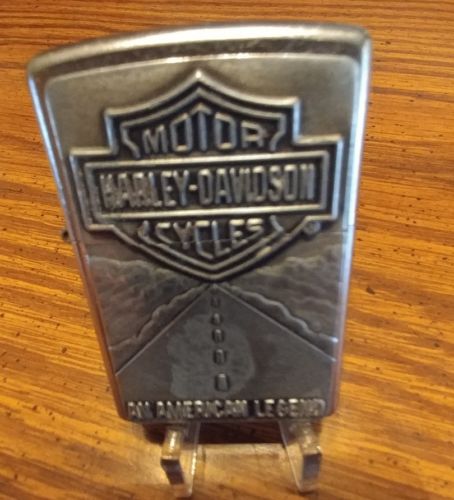 MOTOR
HARLEY-DAVIDSON
CYCLES ®
AN AMERICAN LEGEND